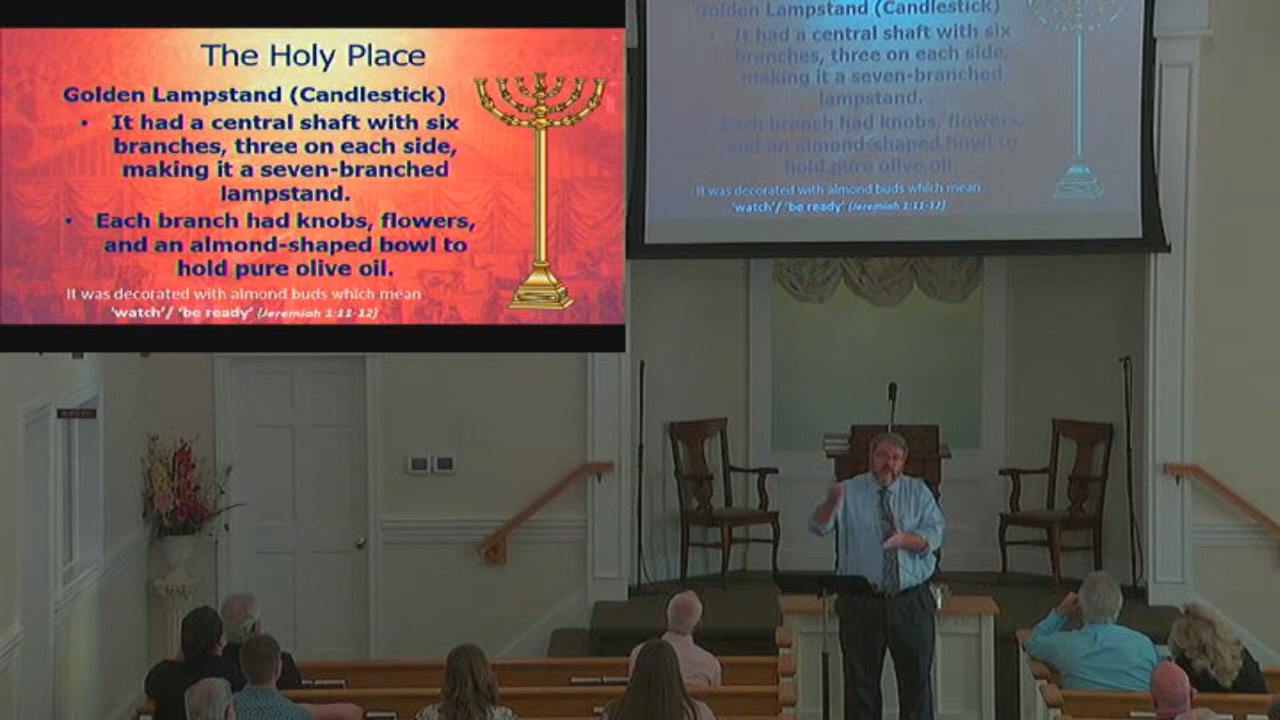 The Holy Place
Golden Lampstand (Candlestick)
• It had a central shaft with six
branches, three on each side,
making it a seven-branched
lampstand.
• Each branch had knobs, flowers,
and an almond-shaped bowl to
hold pure olive oil.
It was decorated with almond buds which mean
'watch'/ 'be ready' (Jeremiah 1:11-12)
Golden Lampstand (Candlestick)
It had a central shaft with six
branches, three on each side,
making it a seven-branched
lampstand.
Each branch had knobs, flowers,
and an almond-shaped bowl to
hold pure olive oil.
It was decorated with almond buds which mean
'watch'/ 'be ready' (Jeremiah 1:11-12)